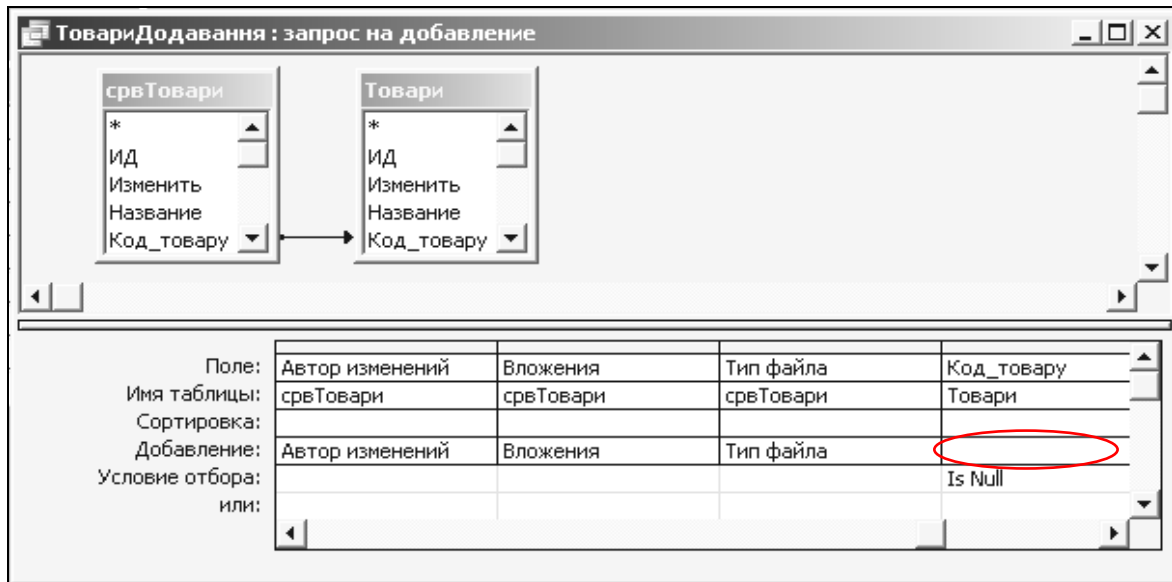 ТовариДодавання : запрос на добавление
срвТовари
*
ИД
Изменить
Название
Код_товару
Товари
*
ИД
Изменить
Название
Код_товару
Поле: Автор изменений Вложения Тип файла Код_товару
Имя таблицы: срвТовари срвТовари срвТовари Товари
Сортировка:
Добавление: Автор изменений Вложения Тип файла
Условие отбора: Is Null
или: